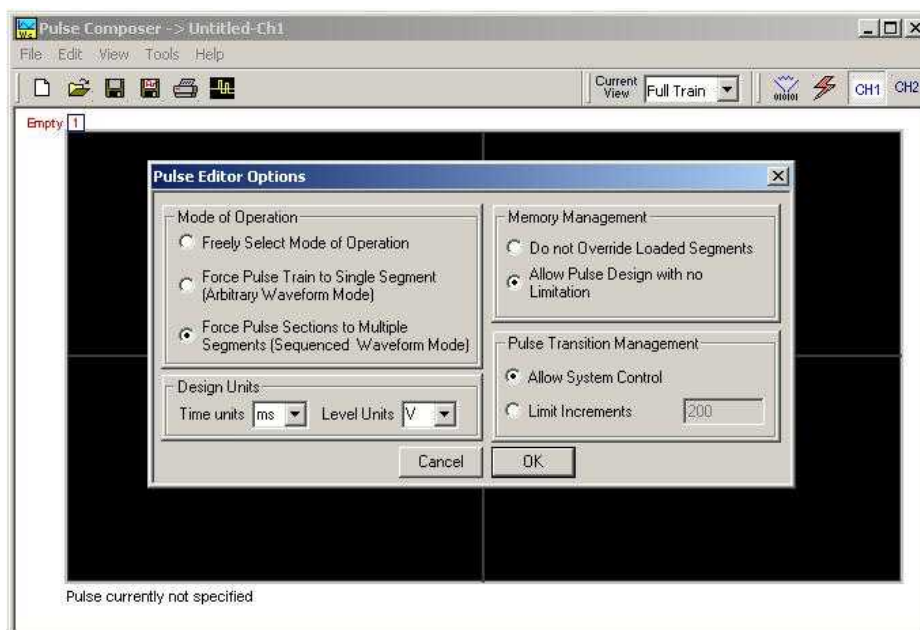 Pulse Composer -> Untitled-Ch1
File Edit View Tools Help
Current View Full Train
010101
CH1 CH2
Empty 1
Pulse Editor Options
Mode of Operation
Freely Select Mode of Operation
Force Pulse Train to Single Segment
(Arbitrary Waveform Mode)
Force Pulse Sections to Multiple
Segments (Sequenced Waveform Mode)
Design Units
Time units ms Level Units V
Memory Management
Do not Override Loaded Segments
Allow Pulse Design with no
Limitation
Pulse Transition Management
Allow System Control
Limit Increments 200
Cancel OK
Pulse currently not specified